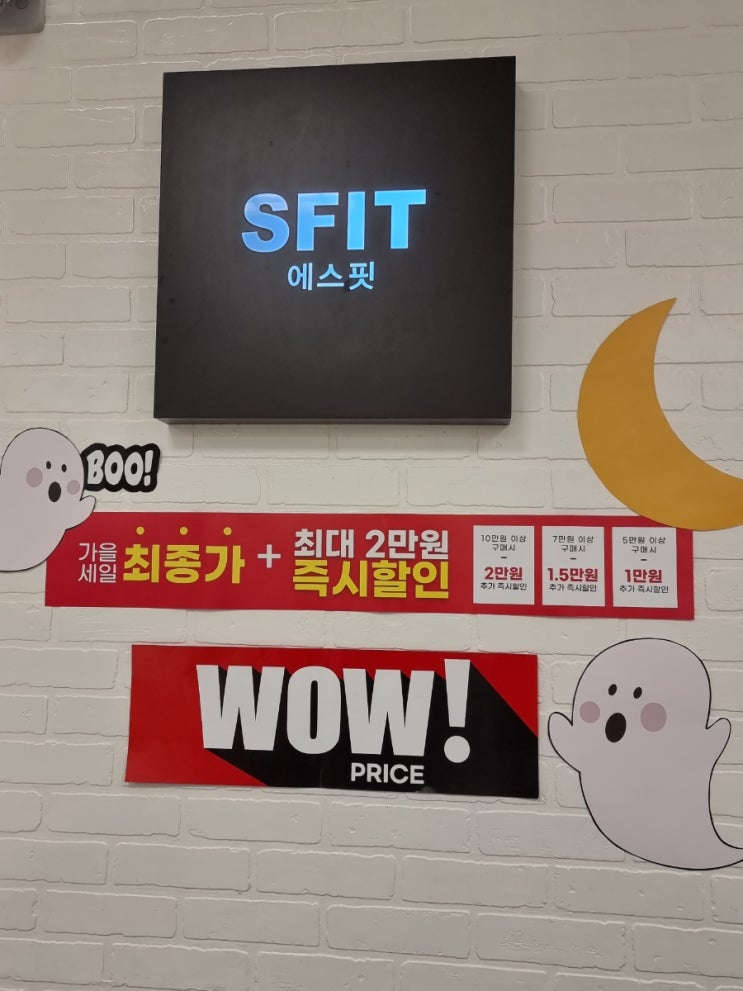 SFIT
에스핏
BOO!
가을
세일
최종가
+
최대 2만원
즉시할인
10만원 이상
구매시
–
2만원
추가 즉시할인
7만원 이상
구매시
–
1.5만원
추가 즉시할인
5만원 이상
구매시
–
1만원
추가 즉시할인
WOW!
PRICE